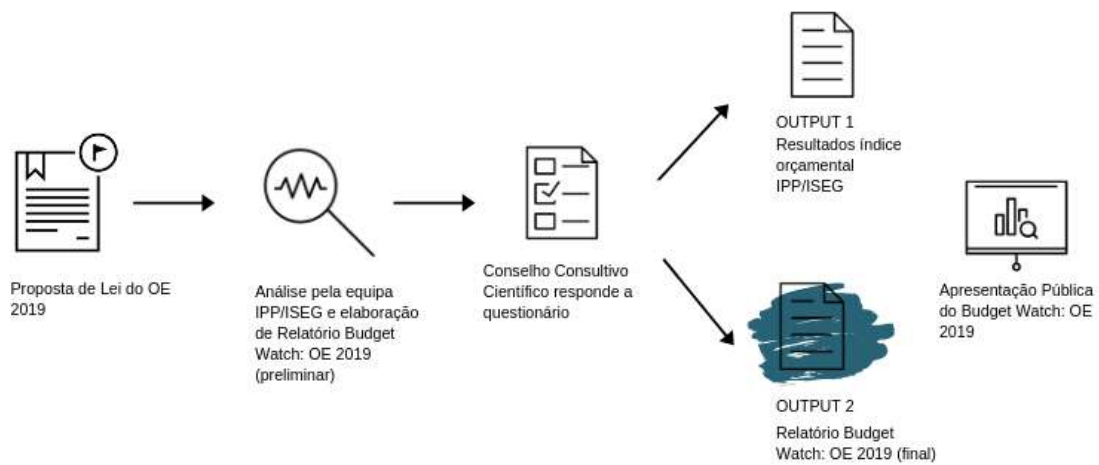 Proposta de Lei do OE
2019
Análise pela equipa
IPP/ISEG e elaboração
de Relatório Budget
Watch: OE 2019
(preliminar)
Conselho Consultivo
Científico responde a
questionário
OUTPUT 1
Resultados índice
orçamental
IPP/ISEG
OUTPUT 2
Relatório Budget
Watch: OE 2019 (final)
Apresentação Pública
do Budget Watch: OE
2019